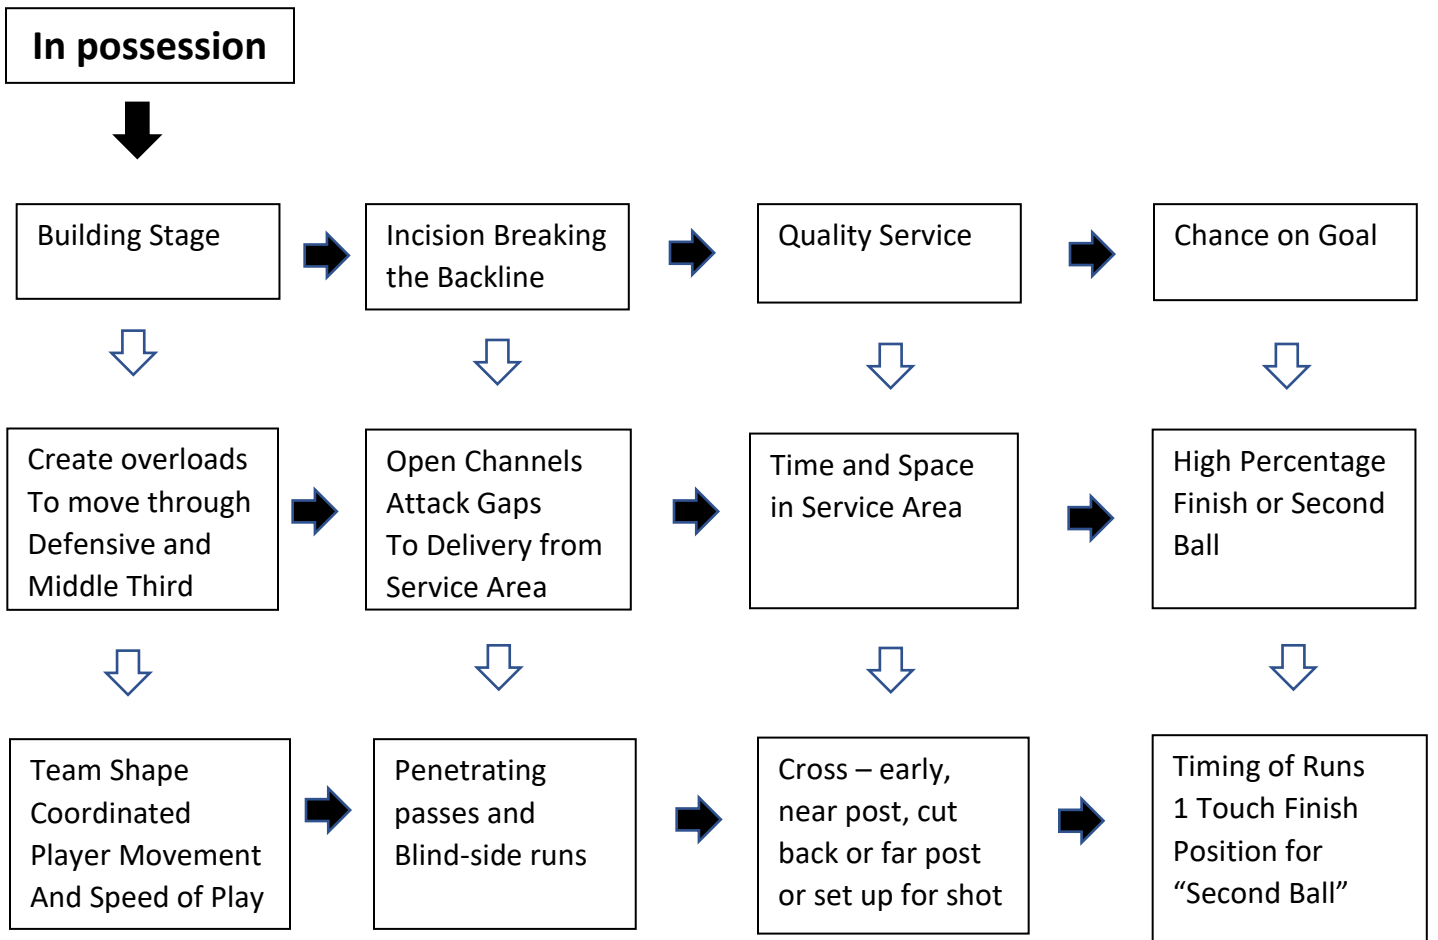 In possession
Building Stage
Incision Breaking
the Backline
Quality Service
Chance on Goal
Create overloads
To move through
Defensive and
Middle Third
Open Channels
Attack Gaps
To Delivery from
Service Area
Time and Space
in Service Area
High Percentage
Finish or Second
Ball
Team Shape
Coordinated
Player Movement
And Speed of Play
Penetrating
passes and
Blind-side runs
Cross – early,
near post, cut
back or far post
or set up for shot
Timing of Runs
1 Touch Finish
Position for
“Second Ball”